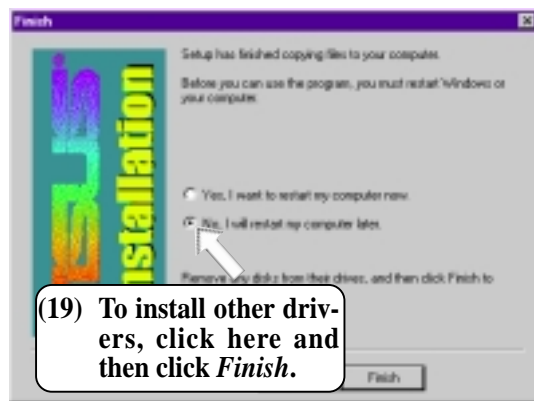 Finish
Setup has finished copying files to your computer.
Before you can use the program, you must restart Windows or
your computer.
Yes, I want to restart my computer now.
No, I will restart my computer later.
Remove any disks from their drives, and then click Finish to
SUS
nstallation
(19) To install other driv-
ers, click here and
then click Finish.
Finish